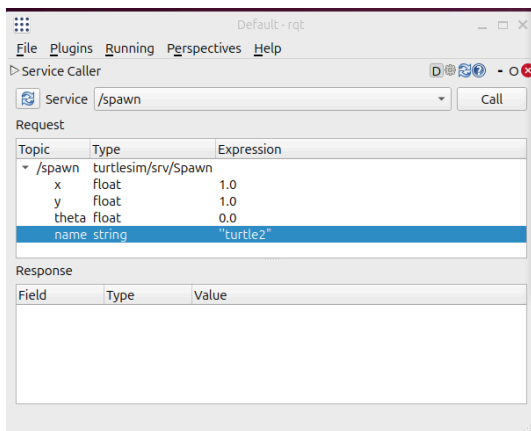 Default - rqt
File Plugins Running Perspectives Help
Service Caller D
Service /spawn Call
Request
Topic Type Expression
/spawn turtlesim/srv/Spawn
x float 1.0
y float 1.0
theta float 0.0
name string "turtle2"
Response
Field Type Value